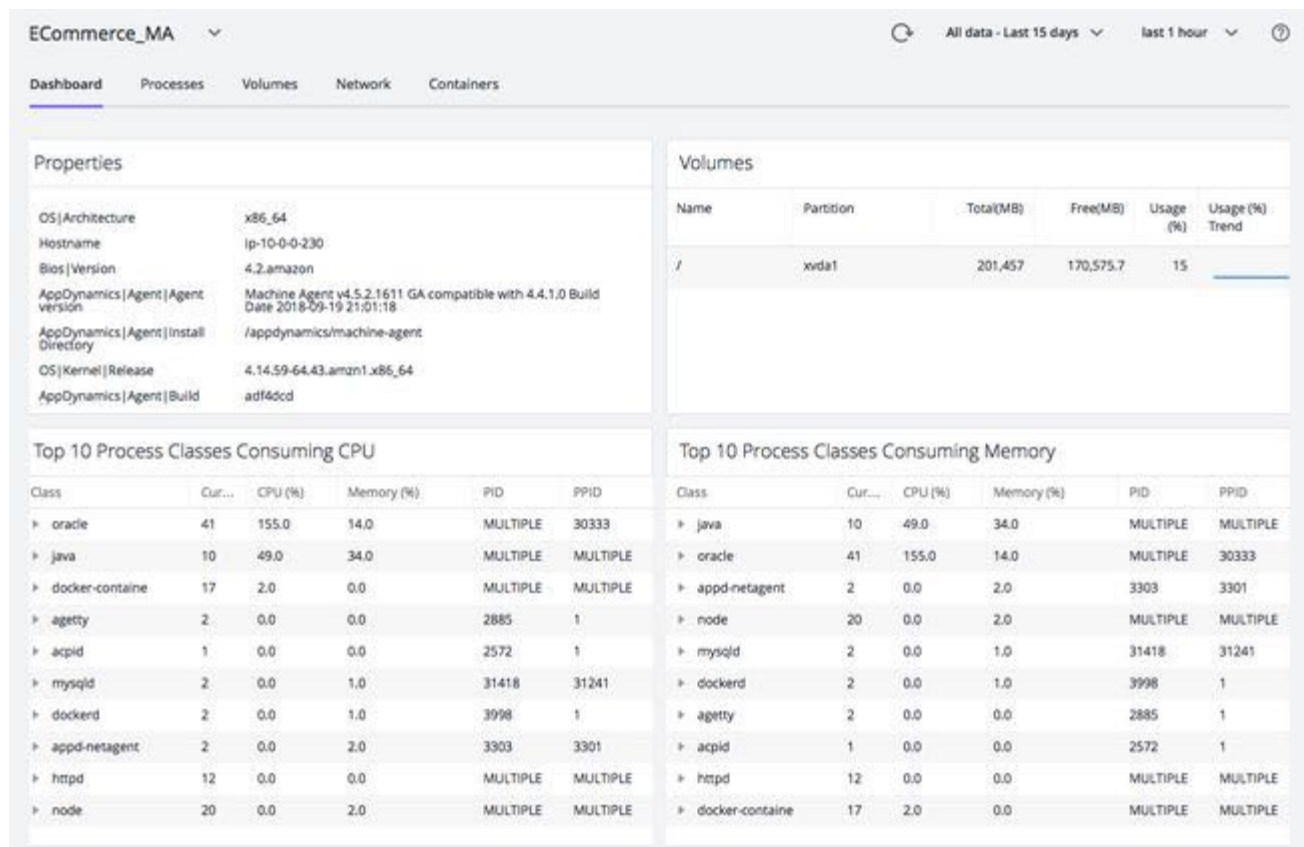 ECommerce_MA
All data - Last 15 days
last 1 hour
Dashboard Processes Volumes Network Containers
Properties
OS|Architecture x86_64
Hostname ip-10-0-0-230
Bios|Version 4.2.amazon
AppDynamics|Agent|Agent version Machine Agent v4.5.2.1611 GA compatible with 4.4.1.0 Build
Date 2018-09-19 21:01:18
AppDynamics|Agent|Install Directory /appdynamics/machine-agent
OS|Kernel|Release 4.14.59-64.43.amzn1.x86_64
AppDynamics|Agent|Build adf4dcd
Volumes
Name Partition Total(MB) Free(MB) Usage (%) Usage (%) Trend
/ xvda1 201,457 170,575.7 15
Top 10 Process Classes Consuming CPU
Class Cur... CPU (%) Memory (%) PID PPID
oracle 41 155.0 14.0 MULTIPLE 30333
java 10 49.0 34.0 MULTIPLE MULTIPLE
docker-containe 17 2.0 0.0 MULTIPLE MULTIPLE
agetty 2 0.0 0.0 2885 1
acpid 1 0.0 0.0 2572 1
mysqld 2 0.0 1.0 31418 31241
dockerd 2 0.0 1.0 3998 1
appd-netagent 2 0.0 2.0 3303 3301
httpd 12 0.0 0.0 MULTIPLE MULTIPLE
node 20 0.0 2.0 MULTIPLE MULTIPLE
Top 10 Process Classes Consuming Memory
Class Cur... CPU (%) Memory (%) PID PPID
java 10 49.0 34.0 MULTIPLE MULTIPLE
oracle 41 155.0 14.0 MULTIPLE 30333
appd-netagent 2 0.0 2.0 3303 3301
node 20 0.0 2.0 MULTIPLE MULTIPLE
mysqld 2 0.0 1.0 31418 31241
dockerd 2 0.0 1.0 3998 1
agetty 2 0.0 0.0 2885 1
acpid 1 0.0 0.0 2572 1
httpd 12 0.0 0.0 MULTIPLE MULTIPLE
docker-containe 17 2.0 0.0 MULTIPLE MULTIPLE